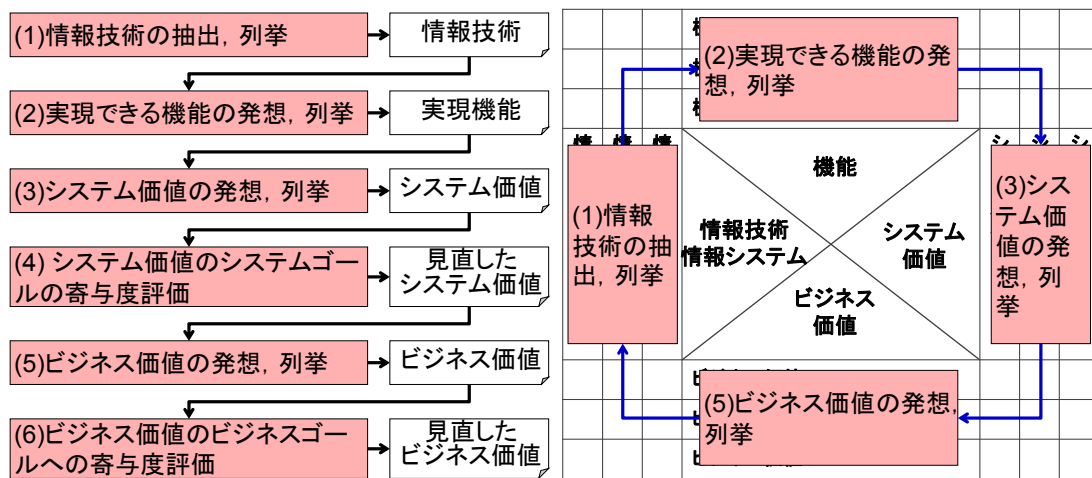 (1)情報技術の抽出, 列挙
情報技術
(2)実現できる機能の発想, 列挙
実現機能
(3)システム価値の発想, 列挙
システム価値
(4) システム価値のシステムゴー
ルの寄与度評価
見直した
システム価値
(5)ビジネス価値の発想, 列挙
ビジネス価値
(6)ビジネス価値のビジネスゴー
ルへの寄与度評価
見直した
ビジネス価値
(2)実現できる機能の発
想, 列挙
(1)情報
技術の抽
出, 列挙
機能
情報技術
情報システム
システム
価値
ビジネス
価値
(3)シス
テム価
値の発
想, 列
挙
(5)ビジネス価値の発想,
列挙